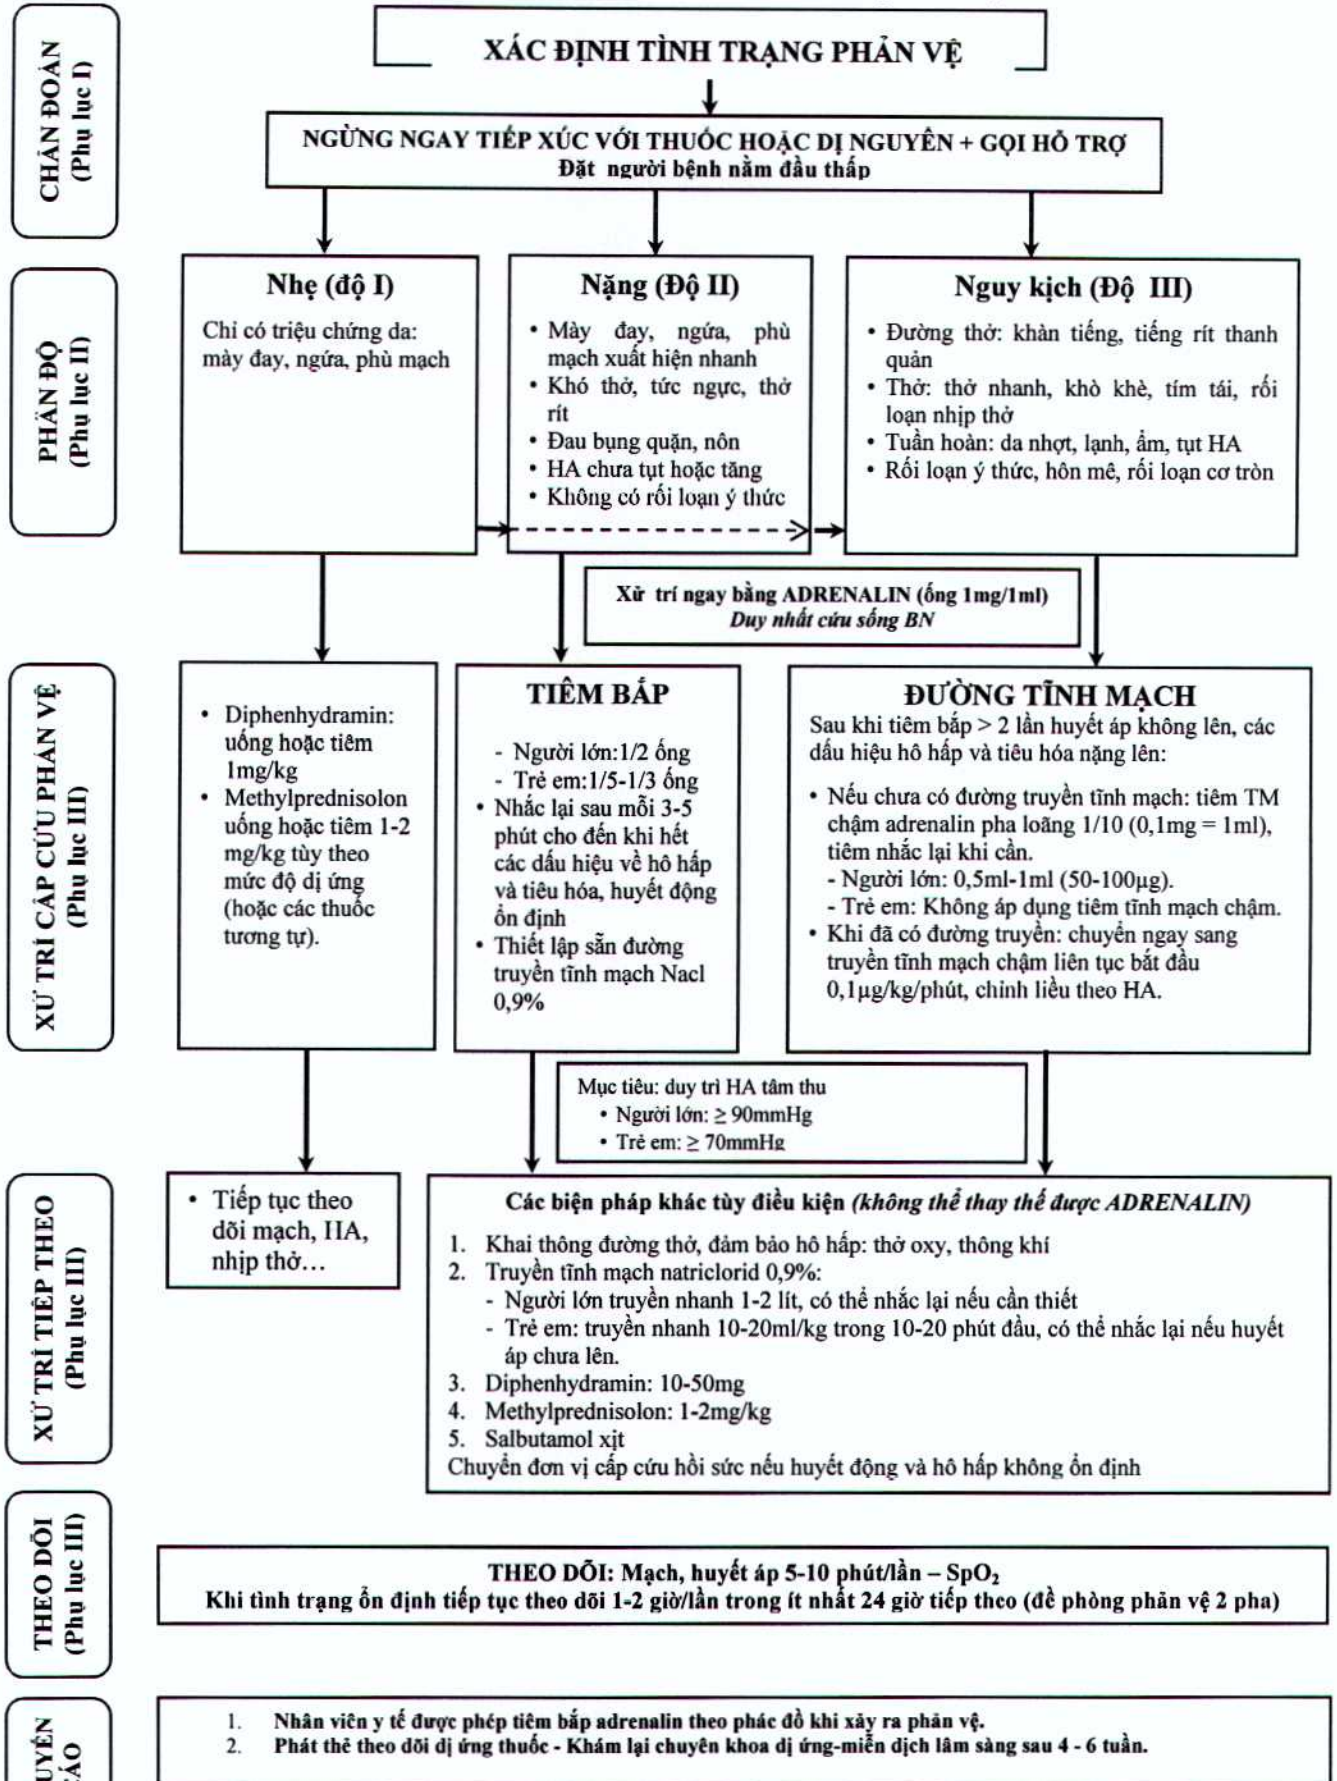 CHẨN ĐOÁN
(Phụ lục I)
XÁC ĐỊNH TÌNH TRẠNG PHẢN VỆ
NGỪNG NGAY TIẾP XÚC VỚI THUỐC HOẶC DỊ NGUYÊN + GỌI HỖ TRỢ
Đặt người bệnh nằm đầu thấp
PHÂN ĐỘ
(Phụ lục II)
Nhẹ (độ I)
Chỉ có triệu chứng da:
mày đay, ngứa, phù mạch
Nặng (Độ II)
• Mày đay, ngứa, phù
mạch xuất hiện nhanh
• Khó thở, tức ngực, thở
rít
• Đau bụng quặn, nôn
• HA chưa tụt hoặc tăng
• Không có rối loạn ý thức
Nguy kịch (Độ III)
• Đường thở: khàn tiếng, tiếng rít thanh
quản
• Thở: thở nhanh, khò khè, tím tái, rối
loạn nhịp thở
• Tuần hoàn: da nhợt, lạnh, ẩm, tụt HA
• Rối loạn ý thức, hôn mê, rối loạn cơ tròn
Xử trí ngay bằng ADRENALIN (ống 1mg/1ml)
Duy nhất cứu sống BN
XỬ TRÍ CẤP CỨU PHẢN VỆ
(Phụ lục III)
• Diphenhydramin:
uống hoặc tiêm
1mg/kg
• Methylprednisolon
uống hoặc tiêm 1-2
mg/kg tùy theo
mức độ dị ứng
(hoặc các thuốc
tương tự).
TIÊM BẮP
- Người lớn:1/2 ống
- Trẻ em:1/5-1/3 ống
• Nhắc lại sau mỗi 3-5
phút cho đến khi hết
các dấu hiệu về hô hấp
và tiêu hóa, huyết động
ổn định
• Thiết lập sẵn đường
truyền tĩnh mạch Nacl
0,9%
ĐƯỜNG TĨNH MẠCH
Sau khi tiêm bắp > 2 lần huyết áp không lên, các
dấu hiệu hô hấp và tiêu hóa nặng lên:
• Nếu chưa có đường truyền tĩnh mạch: tiêm TM
chậm adrenalin pha loãng 1/10 (0,1mg = 1ml),
tiêm nhắc lại khi cần.
- Người lớn: 0,5ml-1ml (50-100µg).
- Trẻ em: Không áp dụng tiêm tĩnh mạch chậm.
• Khi đã có đường truyền: chuyển ngay sang
truyền tĩnh mạch chậm liên tục bắt đầu
0,1µg/kg/phút, chỉnh liều theo HA.
Mục tiêu: duy trì HA tâm thu
• Người lớn: ≥ 90mmHg
• Trẻ em: ≥ 70mmHg
XỬ TRÍ TIẾP THEO
(Phụ lục III)
• Tiếp tục theo
dõi mạch, HA,
nhịp thở…
Các biện pháp khác tùy điều kiện (không thể thay thế được ADRENALIN)
1. Khai thông đường thở, đảm bảo hô hấp: thở oxy, thông khí
2. Truyền tĩnh mạch natriclorid 0,9%:
- Người lớn truyền nhanh 1-2 lít, có thể nhắc lại nếu cần thiết
- Trẻ em: truyền nhanh 10-20ml/kg trong 10-20 phút đầu, có thể nhắc lại nếu huyết
áp chưa lên.
3. Diphenhydramin: 10-50mg
4. Methylprednisolon: 1-2mg/kg
5. Salbutamol xịt
Chuyển đơn vị cấp cứu hồi sức nếu huyết động và hô hấp không ổn định
THEO DÕI
(Phụ lục III)
THEO DÕI: Mạch, huyết áp 5-10 phút/lần – SpO₂
Khi tình trạng ổn định tiếp tục theo dõi 1-2 giờ/lần trong ít nhất 24 giờ tiếp theo (đề phòng phản vệ 2 pha)
1. Nhân viên y tế được phép tiêm bắp adrenalin theo phác đồ khi xảy ra phản vệ.
2. Phát thẻ theo dõi dị ứng thuốc - Khám lại chuyên khoa dị ứng-miễn dịch lâm sàng sau 4 - 6 tuần.